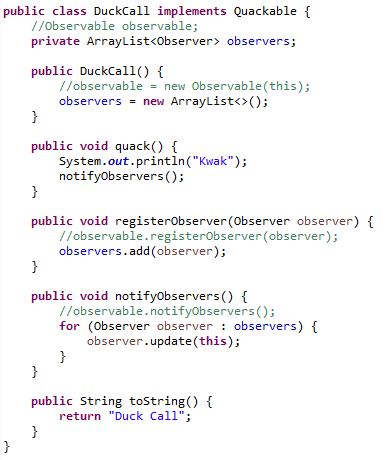 public class DuckCall implements Quackable {
    //Observable observable;
    private ArrayList<Observer> observers;

    public DuckCall() {
        //observable = new Observable(this);
        observers = new ArrayList<>();
    }

    public void quack() {
        System.out.println("Kwak");
        notifyObservers();
    }

    public void registerObserver(Observer observer) {
        //observable.registerObserver(observer);
        observers.add(observer);
    }

    public void notifyObservers() {
        //observable.notifyObservers();
        for (Observer observer : observers) {
            observer.update(this);
        }
    }

    public String toString() {
        return "Duck Call";
    }
}